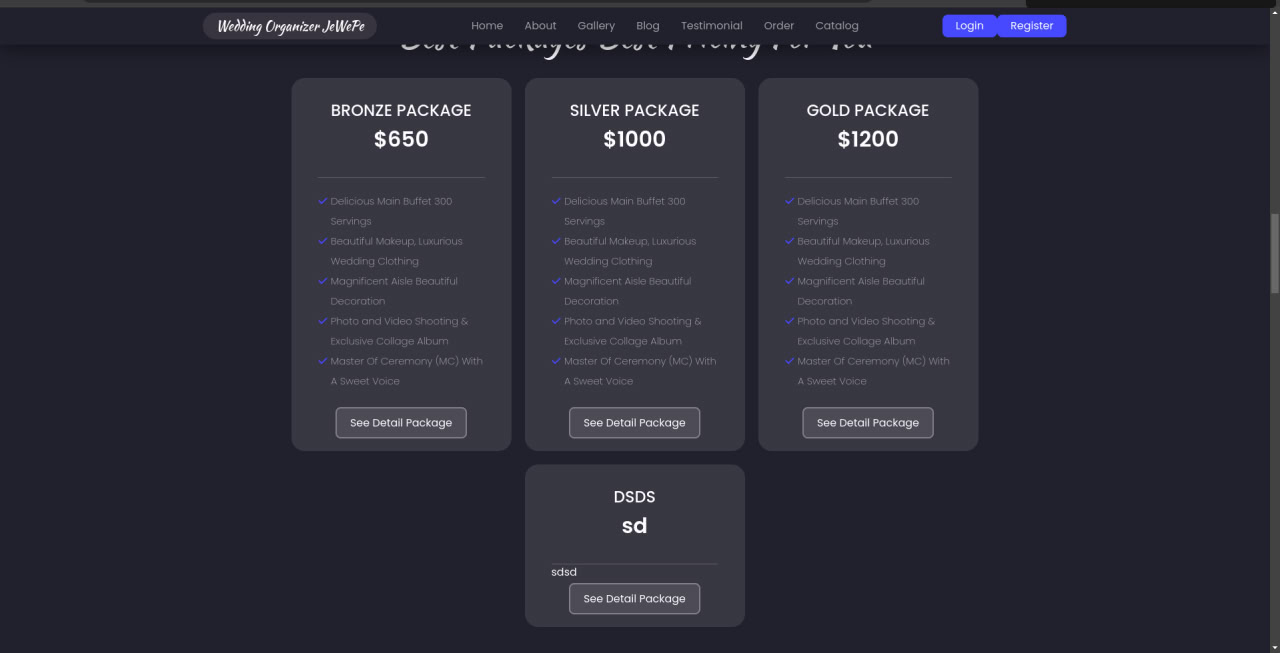 Wedding Organizer JeWePe
Home About Gallery Blog Testimonial Order Catalog
Login Register
Best Packages Best Pricing For You
BRONZE PACKAGE
$650
Delicious Main Buffet 300
Servings
Beautiful Makeup, Luxurious
Wedding Clothing
Magnificent Aisle Beautiful
Decoration
Photo and Video Shooting &
Exclusive Collage Album
Master Of Ceremony (MC) With
A Sweet Voice
See Detail Package
SILVER PACKAGE
$1000
Delicious Main Buffet 300
Servings
Beautiful Makeup, Luxurious
Wedding Clothing
Magnificent Aisle Beautiful
Decoration
Photo and Video Shooting &
Exclusive Collage Album
Master Of Ceremony (MC) With
A Sweet Voice
See Detail Package
GOLD PACKAGE
$1200
Delicious Main Buffet 300
Servings
Beautiful Makeup, Luxurious
Wedding Clothing
Magnificent Aisle Beautiful
Decoration
Photo and Video Shooting &
Exclusive Collage Album
Master Of Ceremony (MC) With
A Sweet Voice
See Detail Package
DSDS
sd
sdsd
See Detail Package